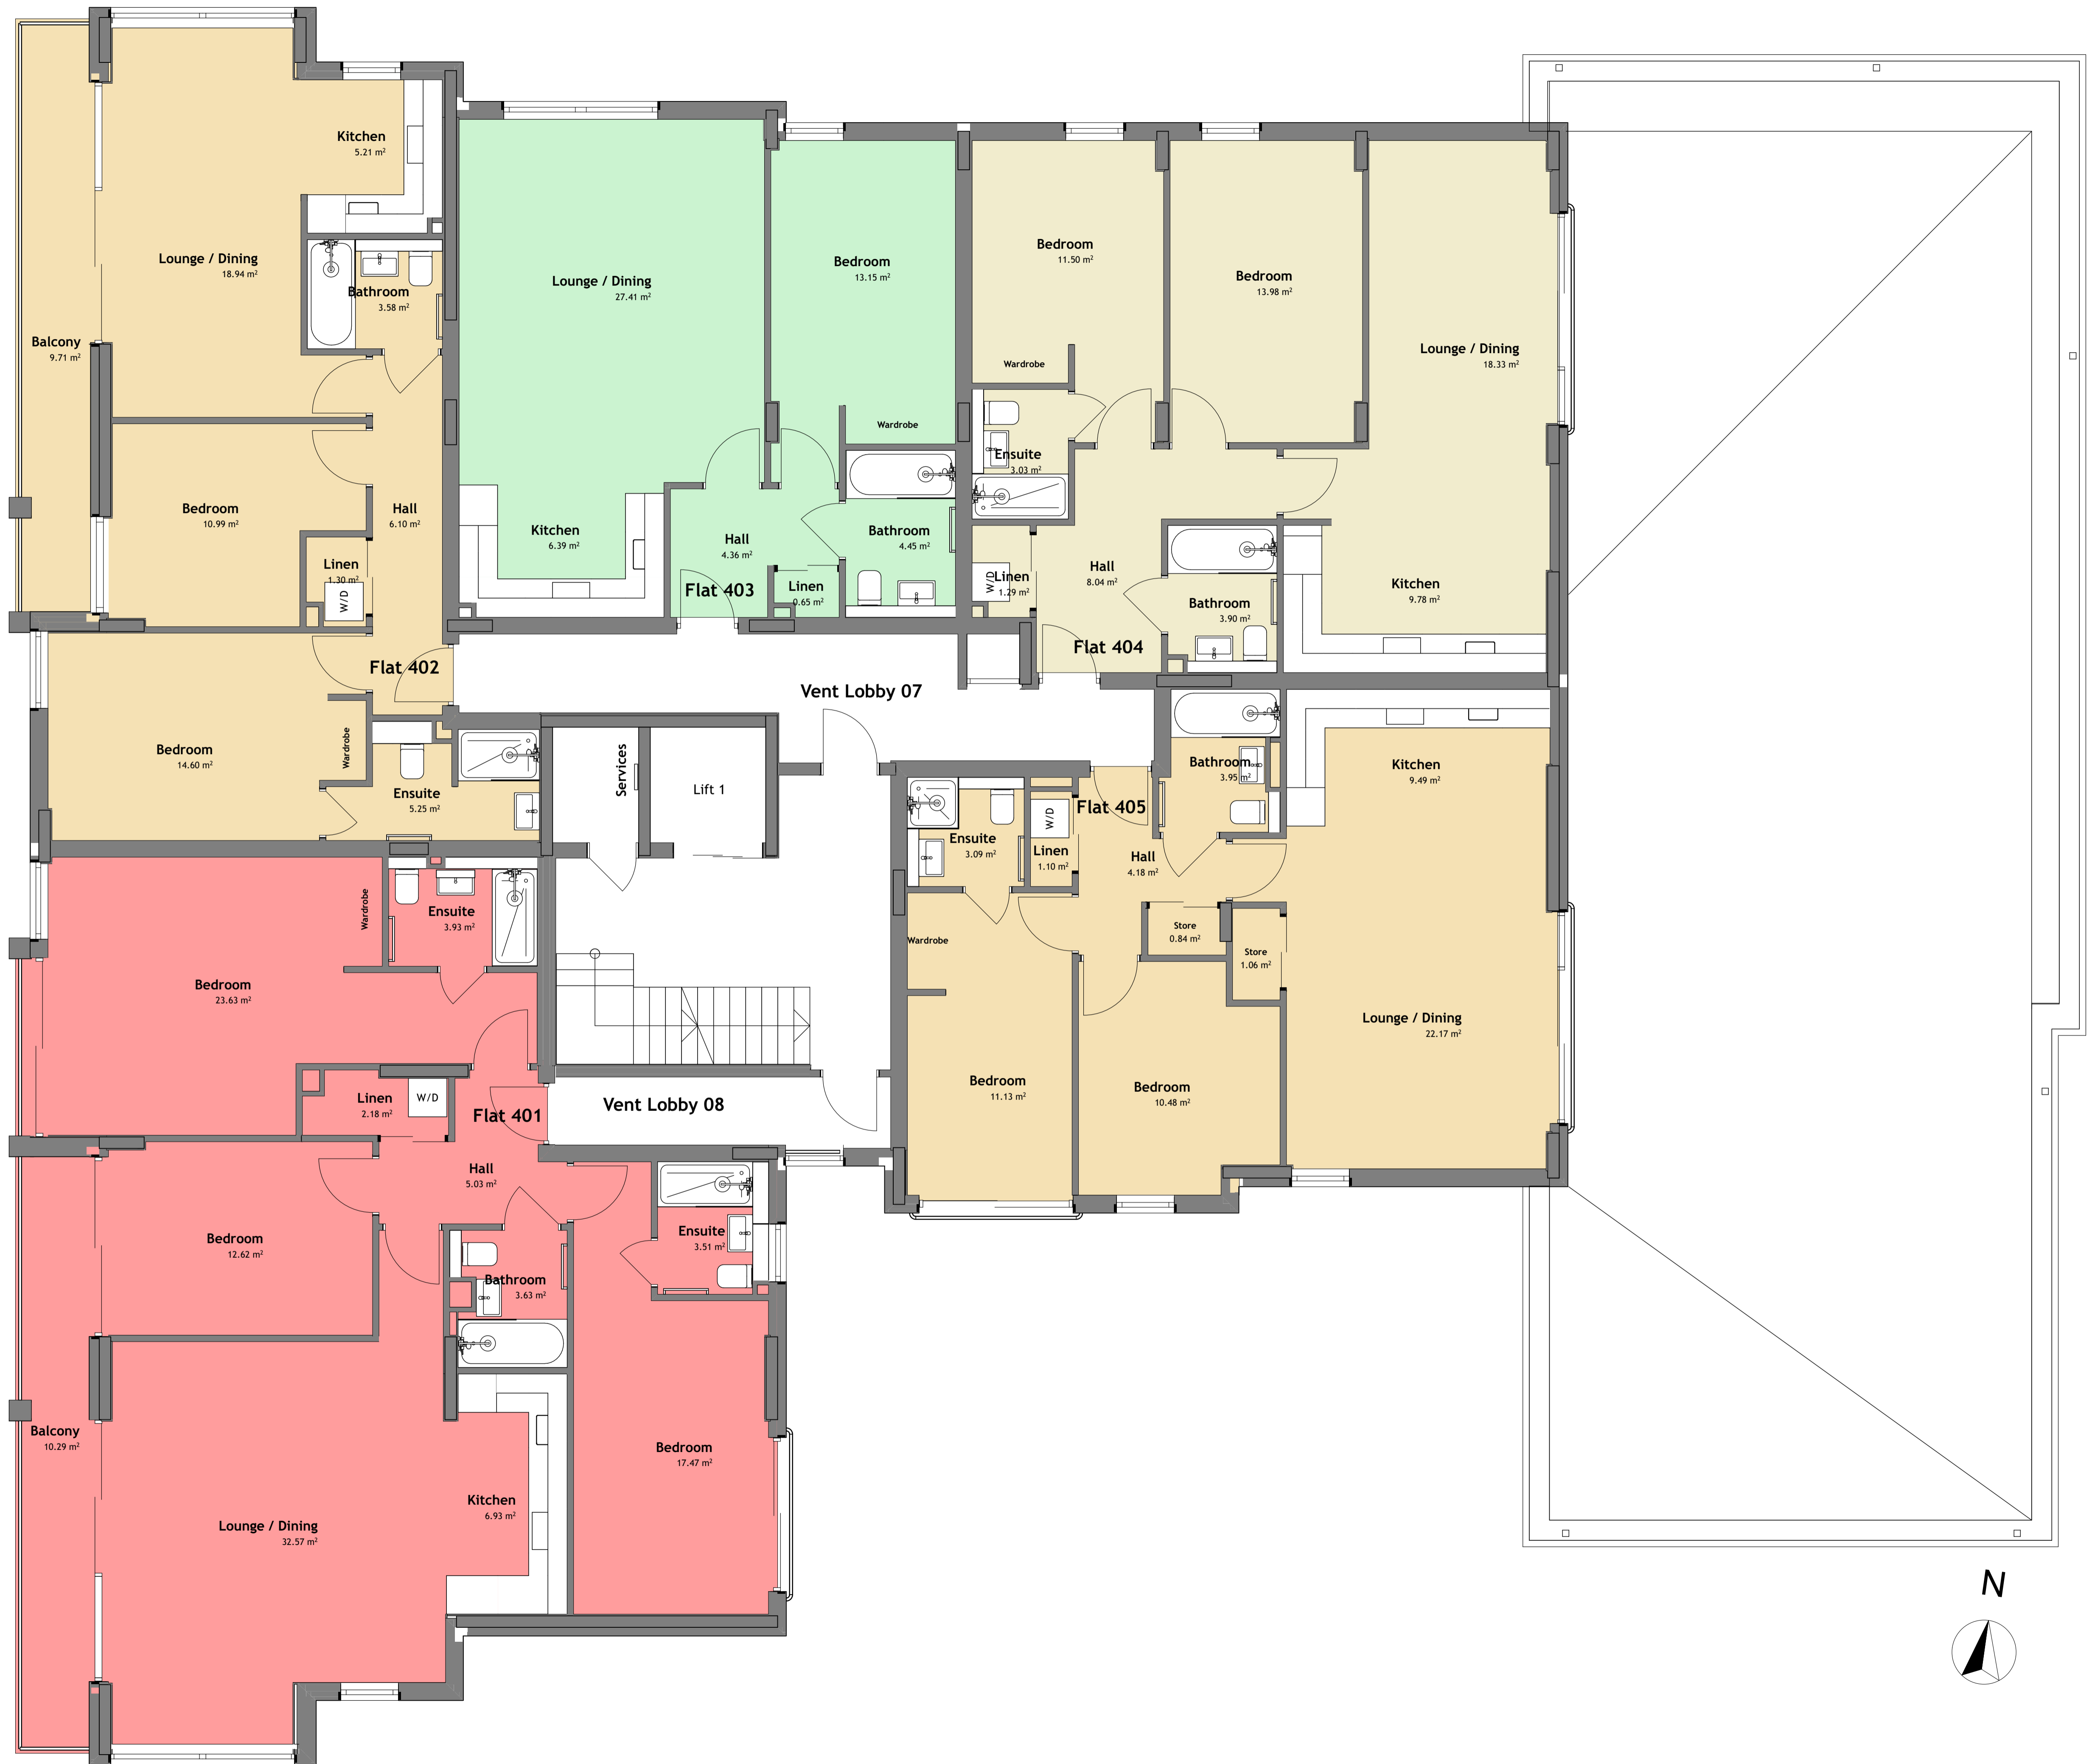 Kitchen
5.21 m²
Lounge / Dining
18.94 m²
Bathroom
3.58 m²
Balcony
9.71 m²
Bedroom
10.99 m²
Hall
6.10 m²
Linen
1.30 m²
W/D
Flat 402
Bedroom
14.60 m²
Wardrobe
Ensuite
5.25 m²
Lounge / Dining
27.41 m²
Bedroom
13.15 m²
Wardrobe
Kitchen
6.39 m²
Hall
4.36 m²
Bathroom
4.45 m²
Flat 403
Linen
0.65 m²
Bedroom
11.50 m²
Wardrobe
Bedroom
13.98 m²
Lounge / Dining
18.33 m²
Ensuite
3.03 m²
Linen
1.29 m²
W/D
Hall
8.04 m²
Bathroom
3.90 m²
Kitchen
9.78 m²
Flat 404
Vent Lobby 07
Services
Lift 1
Bathroom
3.95 m²
Kitchen
9.49 m²
Flat 405
W/D
Ensuite
3.09 m²
Linen
1.10 m²
Hall
4.18 m²
Store
0.84 m²
Store
1.06 m²
Wardrobe
Lounge / Dining
22.17 m²
Bedroom
11.13 m²
Bedroom
10.48 m²
Wardrobe
Ensuite
3.93 m²
Bedroom
23.63 m²
Linen
2.18 m²
W/D
Flat 401
Vent Lobby 08
Hall
5.03 m²
Bedroom
12.62 m²
Ensuite
3.51 m²
Bathroom
3.63 m²
Balcony
10.29 m²
Bedroom
17.47 m²
Kitchen
6.93 m²
Lounge / Dining
32.57 m²
N